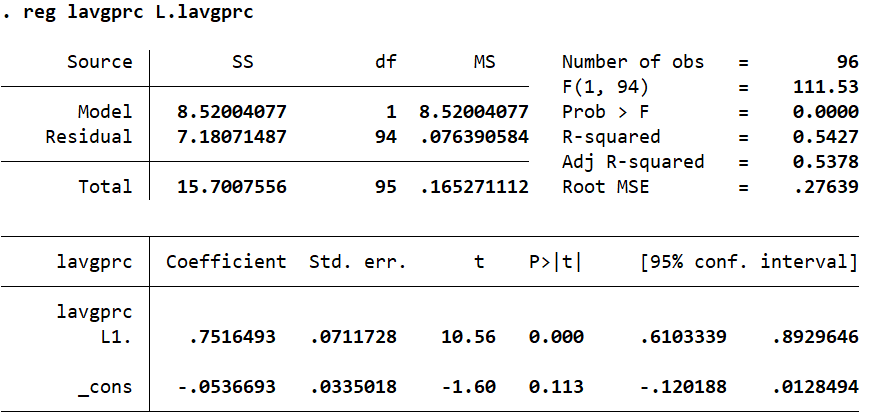 . reg lavgprc L.lavgprc
Source SS df MS Number of obs = 96
F(1, 94) = 111.53
Model 8.52004077 1 8.52004077 Prob > F = 0.0000
Residual 7.18071487 94 .076390584 R-squared = 0.5427
Adj R-squared = 0.5378
Total 15.7007556 95 .165271112 Root MSE = .27639
lavgprc Coefficient Std. err. t P>|t| [95% conf. interval]
lavgprc
L1. .7516493 .0711728 10.56 0.000 .6103339 .8929646
_cons -.0536693 .0335018 -1.60 0.113 -.120188 .0128494